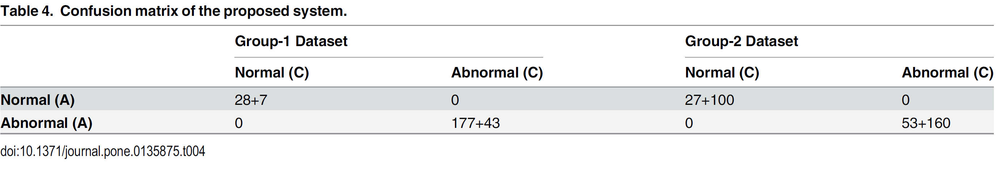 Table 4. Confusion matrix of the proposed system.
Group-1 Dataset Group-2 Dataset
Normal (C) Abnormal (C) Normal (C) Abnormal (C)
Normal (A) 28+7 0 27+100 0
Abnormal (A) 0 177+43 0 53+160
doi:10.1371/journal.pone.0135875.t004